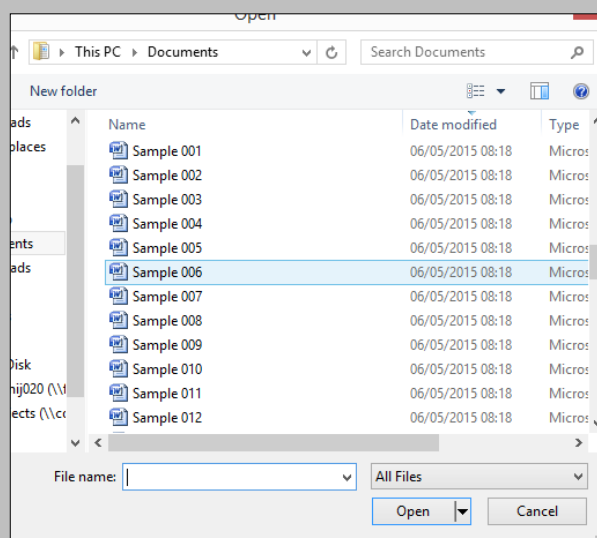 Open
This PC Documents Search Documents
New folder
ads
places
ents
ads
Disk
nij020 (\\f
ects (\\co
Name Date modified Type
Sample 001 06/05/2015 08:18 Micros
Sample 002 06/05/2015 08:18 Micros
Sample 003 06/05/2015 08:18 Micros
Sample 004 06/05/2015 08:18 Micros
Sample 005 06/05/2015 08:18 Micros
Sample 006 06/05/2015 08:18 Micros
Sample 007 06/05/2015 08:18 Micros
Sample 008 06/05/2015 08:18 Micros
Sample 009 06/05/2015 08:18 Micros
Sample 010 06/05/2015 08:18 Micros
Sample 011 06/05/2015 08:18 Micros
Sample 012 06/05/2015 08:18 Micros
File name: All Files
Open Cancel